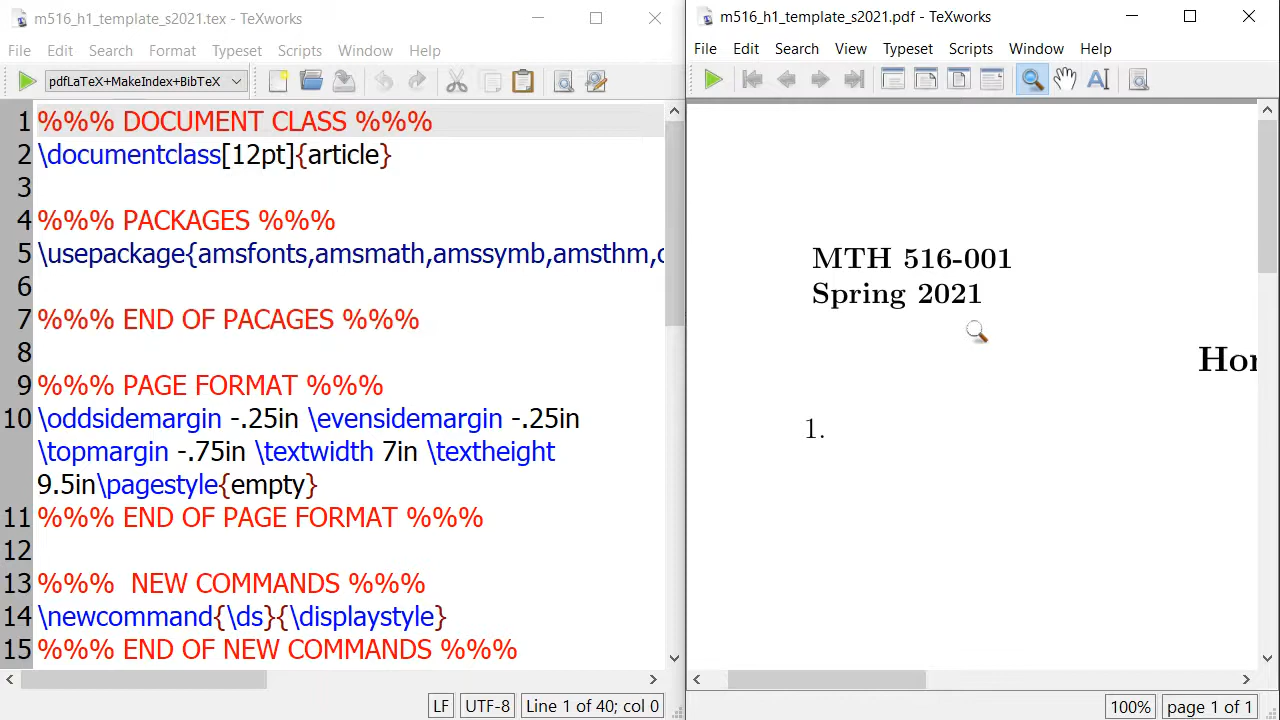 m516_h1_template_s2021.tex - TeXworks
File Edit Search Format Typeset Scripts Window Help
pdfLaTeX+MakeIndex+BibTeX
1 %%% DOCUMENT CLASS %%%
2 \documentclass[12pt]{article}
3
4 %%% PACKAGES %%%
5 \usepackage{amsfonts,amsmath,amssymb,amsthm,
6
7 %%% END OF PACAGES %%%
8
9 %%% PAGE FORMAT %%%
10 \oddsidemargin -.25in \evensidemargin -.25in
\topmargin -.75in \textwidth 7in \textheight
9.5in\pagestyle{empty}
11 %%% END OF PAGE FORMAT %%%
12
13 %%%  NEW COMMANDS %%%
14 \newcommand{\ds}{\displaystyle}
15 %%% END OF NEW COMMANDS %%%
LF UTF-8 Line 1 of 40; col 0
m516_h1_template_s2021.pdf - TeXworks
File Edit Search View Typeset Scripts Window Help
MTH 516-001
Spring 2021
Hor
1.
100% page 1 of 1